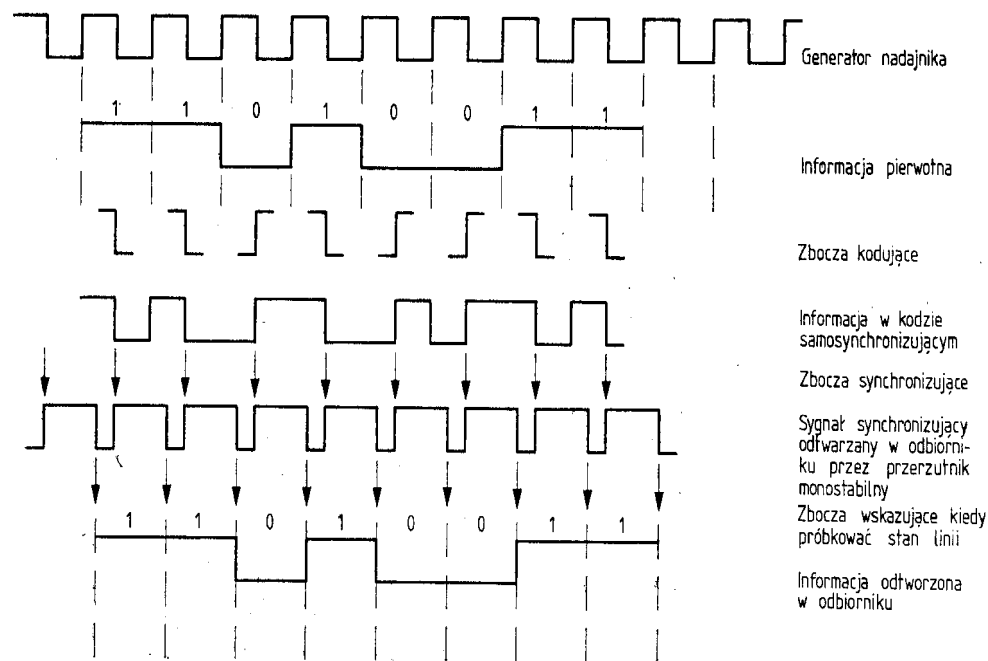 Generator nadajnika
1 1 0 1 0 0 1 1
Informacja pierwotna
Zbocza kodujące
Informacja w kodzie
samosynchronizującym
Zbocza synchronizujące
Sygnał synchronizujący
odtwarzany w odbiorni-
ku przez przerzutnik
monostabilny
Zbocza wskazujące kiedy
próbkować stan linii
1 1 0 1 0 0 1 1
Informacja odtworzona
w odbiorniku